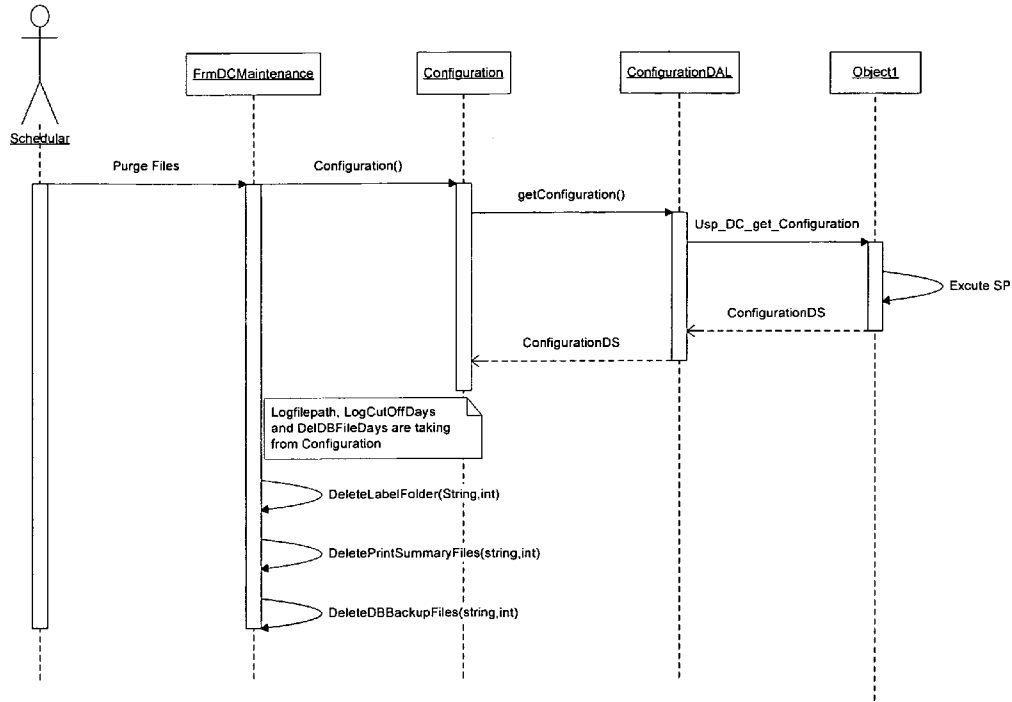 FrmDCMaintenance
Configuration
ConfigurationDAL
Object1
Schedular
Purge Files
Configuration()
getConfiguration()
Usp_DC_get_Configuration
Excute SP
ConfigurationDS
ConfigurationDS
Logfilepath, LogCutOffDays
and DelDBFileDays are taking
from Configuration
DeleteLabelFolder(String,int)
DeletePrintSummaryFiles(string,int)
DeleteDBBackupFiles(string,int)